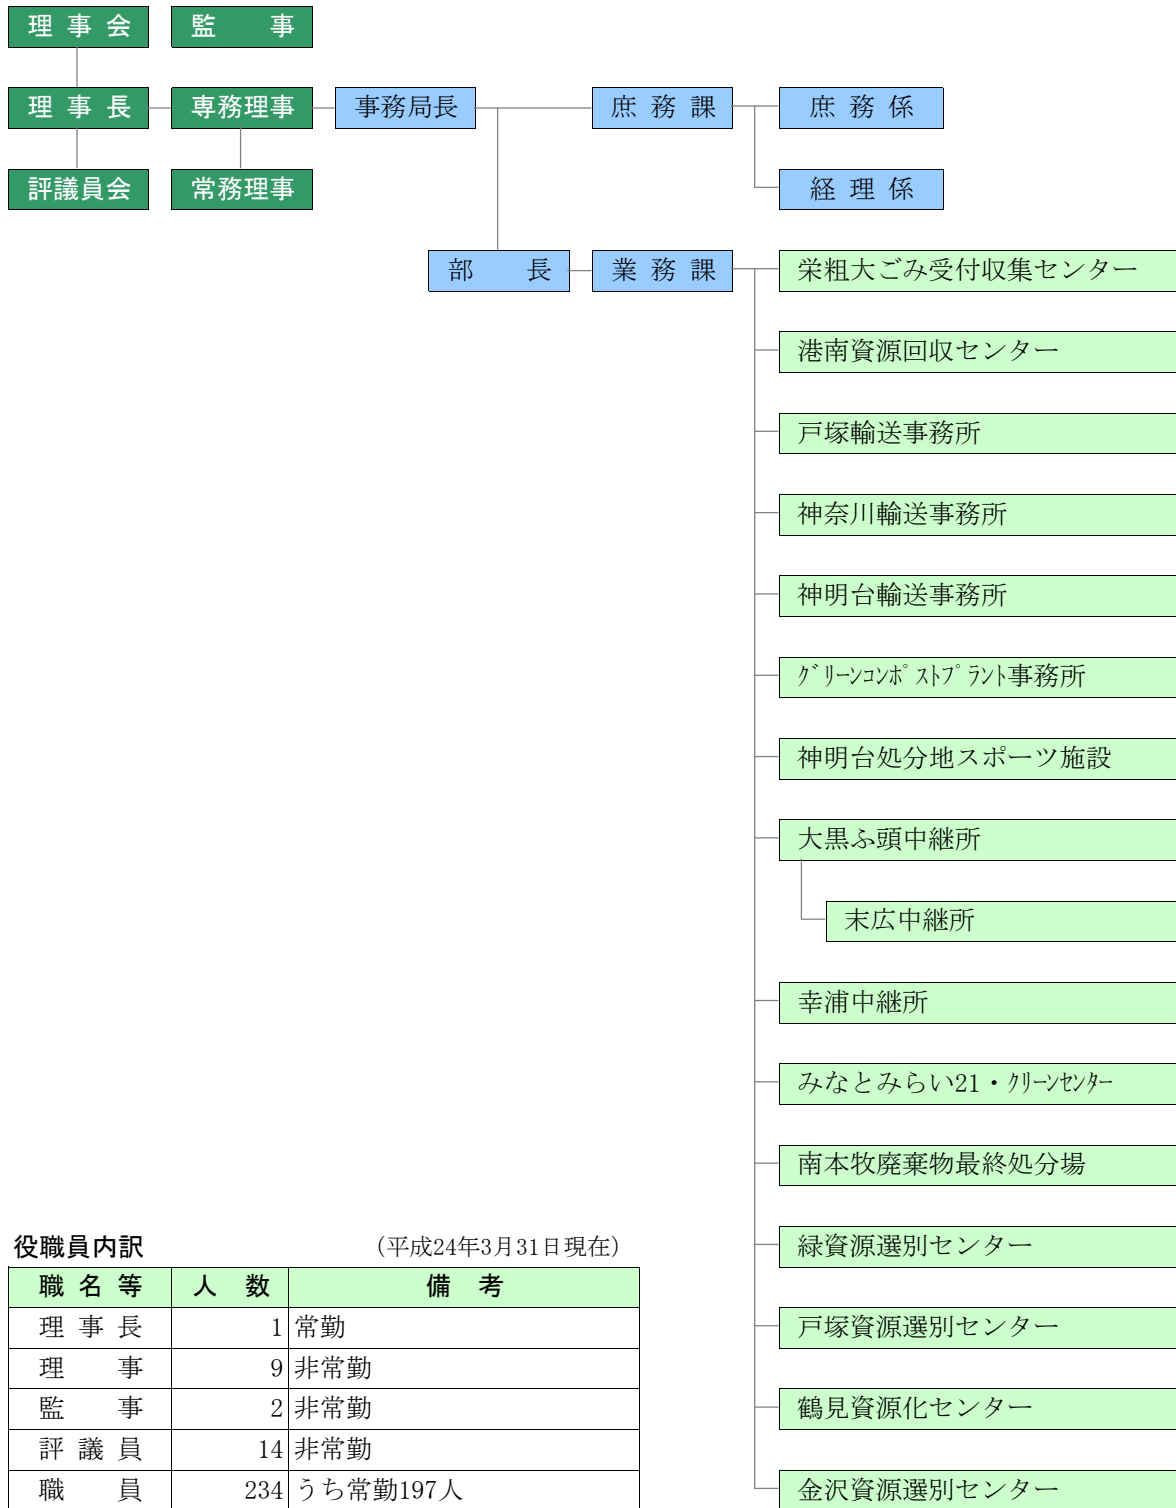 理事会 監　事
理事長 専務理事 事務局長 庶務課 庶務係
評議員会 常務理事 経理係
部　長 業務課 栄粗大ごみ受付収集センター
港南資源回収センター
戸塚輸送事務所
神奈川輸送事務所
神明台輸送事務所
ｸﾞﾘｰﾝｺﾝﾎﾟｽﾄﾌﾟﾗﾝﾄ事務所
神明台処分地スポーツ施設
大黒ふ頭中継所
末広中継所
幸浦中継所
みなとみらい21・ｸﾘｰﾝｾﾝﾀｰ
南本牧廃棄物最終処分場
緑資源選別センター
戸塚資源選別センター
鶴見資源化センター
金沢資源選別センター
役職員内訳 （平成24年3月31日現在）
職名等 人　数 備　考
理事長 1 常勤
理　事 9 非常勤
監　事 2 非常勤
評議員 14 非常勤
職　員 234 うち常勤197人